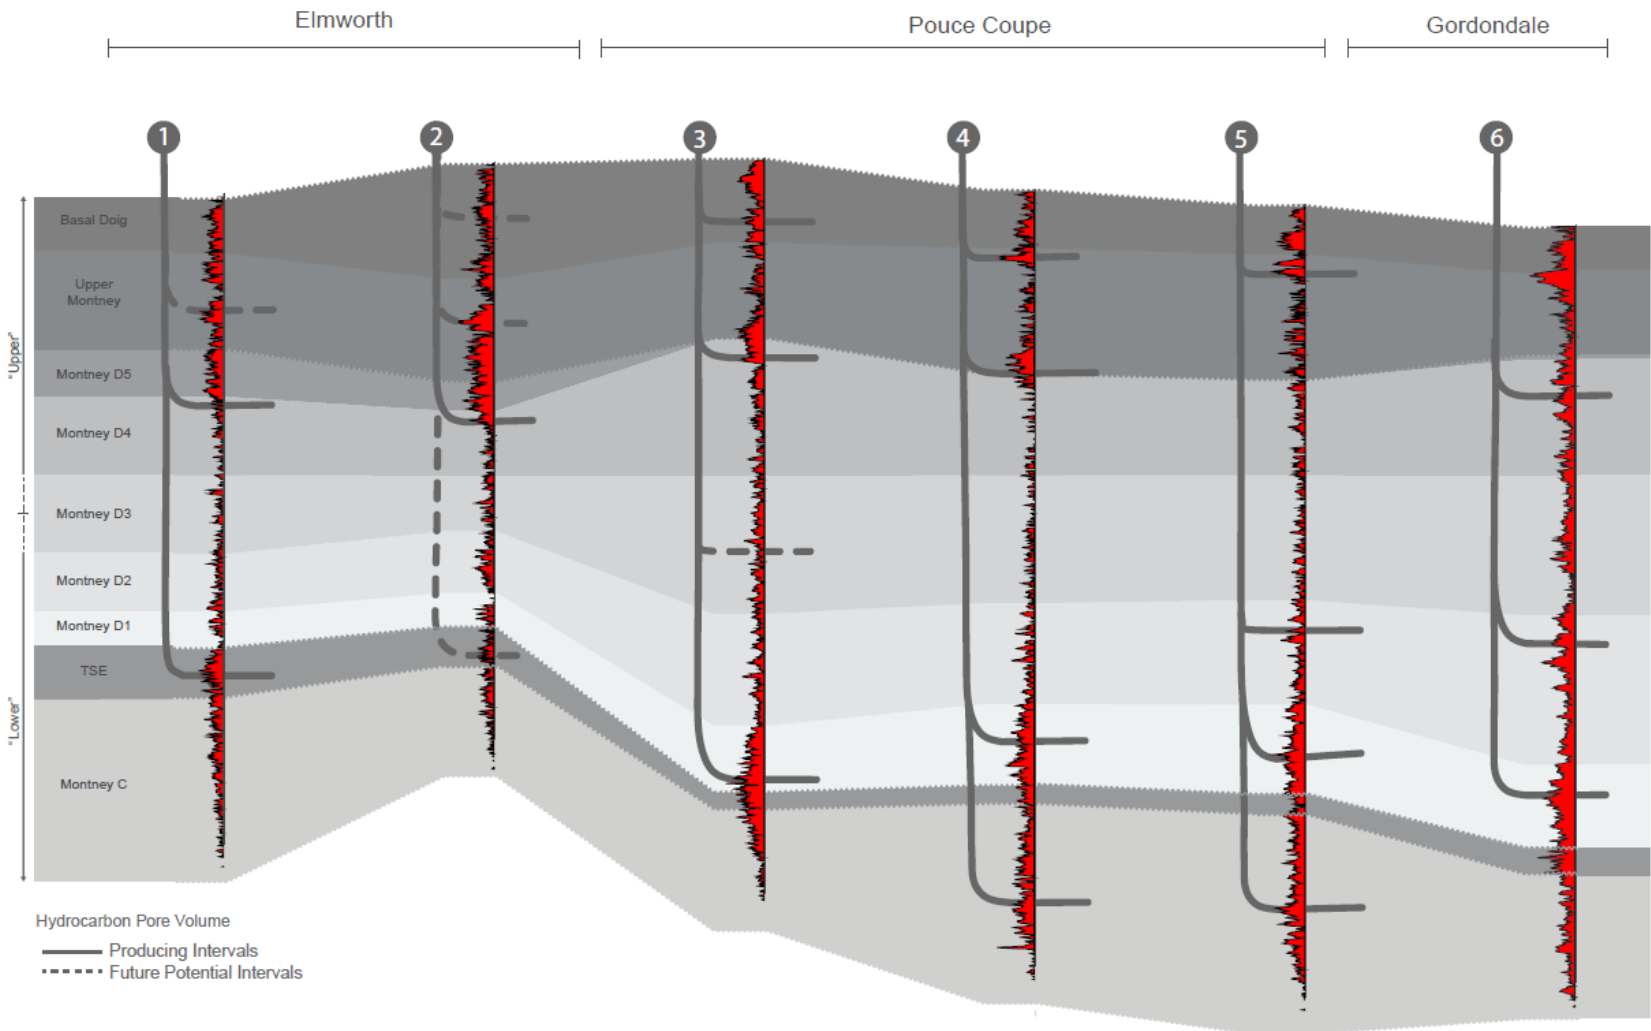 Elmworth
Pouce Coupe
Gordondale
1
2
3
4
5
6
Basal Doig
Upper
Montney
"Upper"
Montney D5
Montney D4
Montney D3
Montney D2
Montney D1
TSE
"Lower"
Montney C
Hydrocarbon Pore Volume
Producing Intervals
Future Potential Intervals